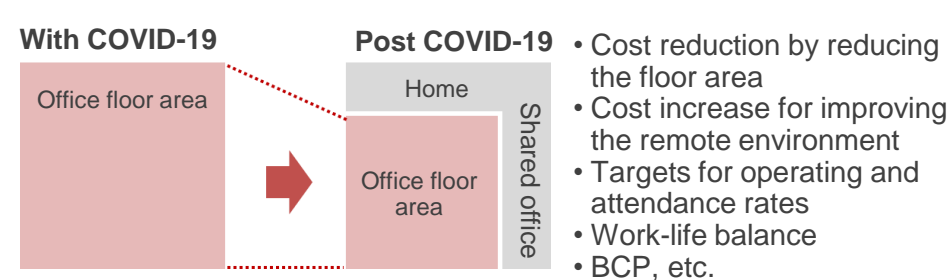 With COVID-19
Office floor area
Post COVID-19
Home
Shared office
Office floor
area
• Cost reduction by reducing
the floor area
• Cost increase for improving
the remote environment
• Targets for operating and
attendance rates
• Work-life balance
• BCP, etc.